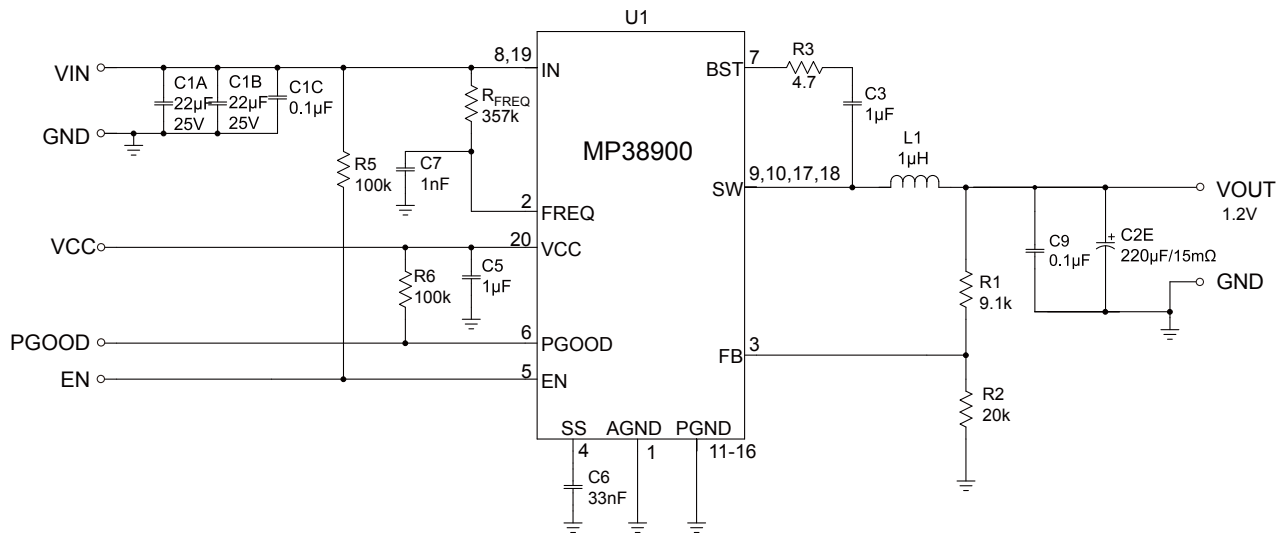 U1
VIN
C1A
22µF
25V
C1B
22µF
25V
C1C
0.1µF
GND
8,19
IN
R5
100k
RFREQ
357k
C7
1nF
2
FREQ
VCC
20
VCC
R6
100k
C5
1µF
PGOOD
6
PGOOD
EN
5
EN
MP38900
7
BST
R3
4.7
C3
1µF
9,10,17,18
SW
L1
1µH
VOUT
1.2V
C9
0.1µF
+
C2E
220µF/15mΩ
GND
R1
9.1k
3
FB
R2
20k
SS
4
AGND
1
PGND
11-16
C6
33nF